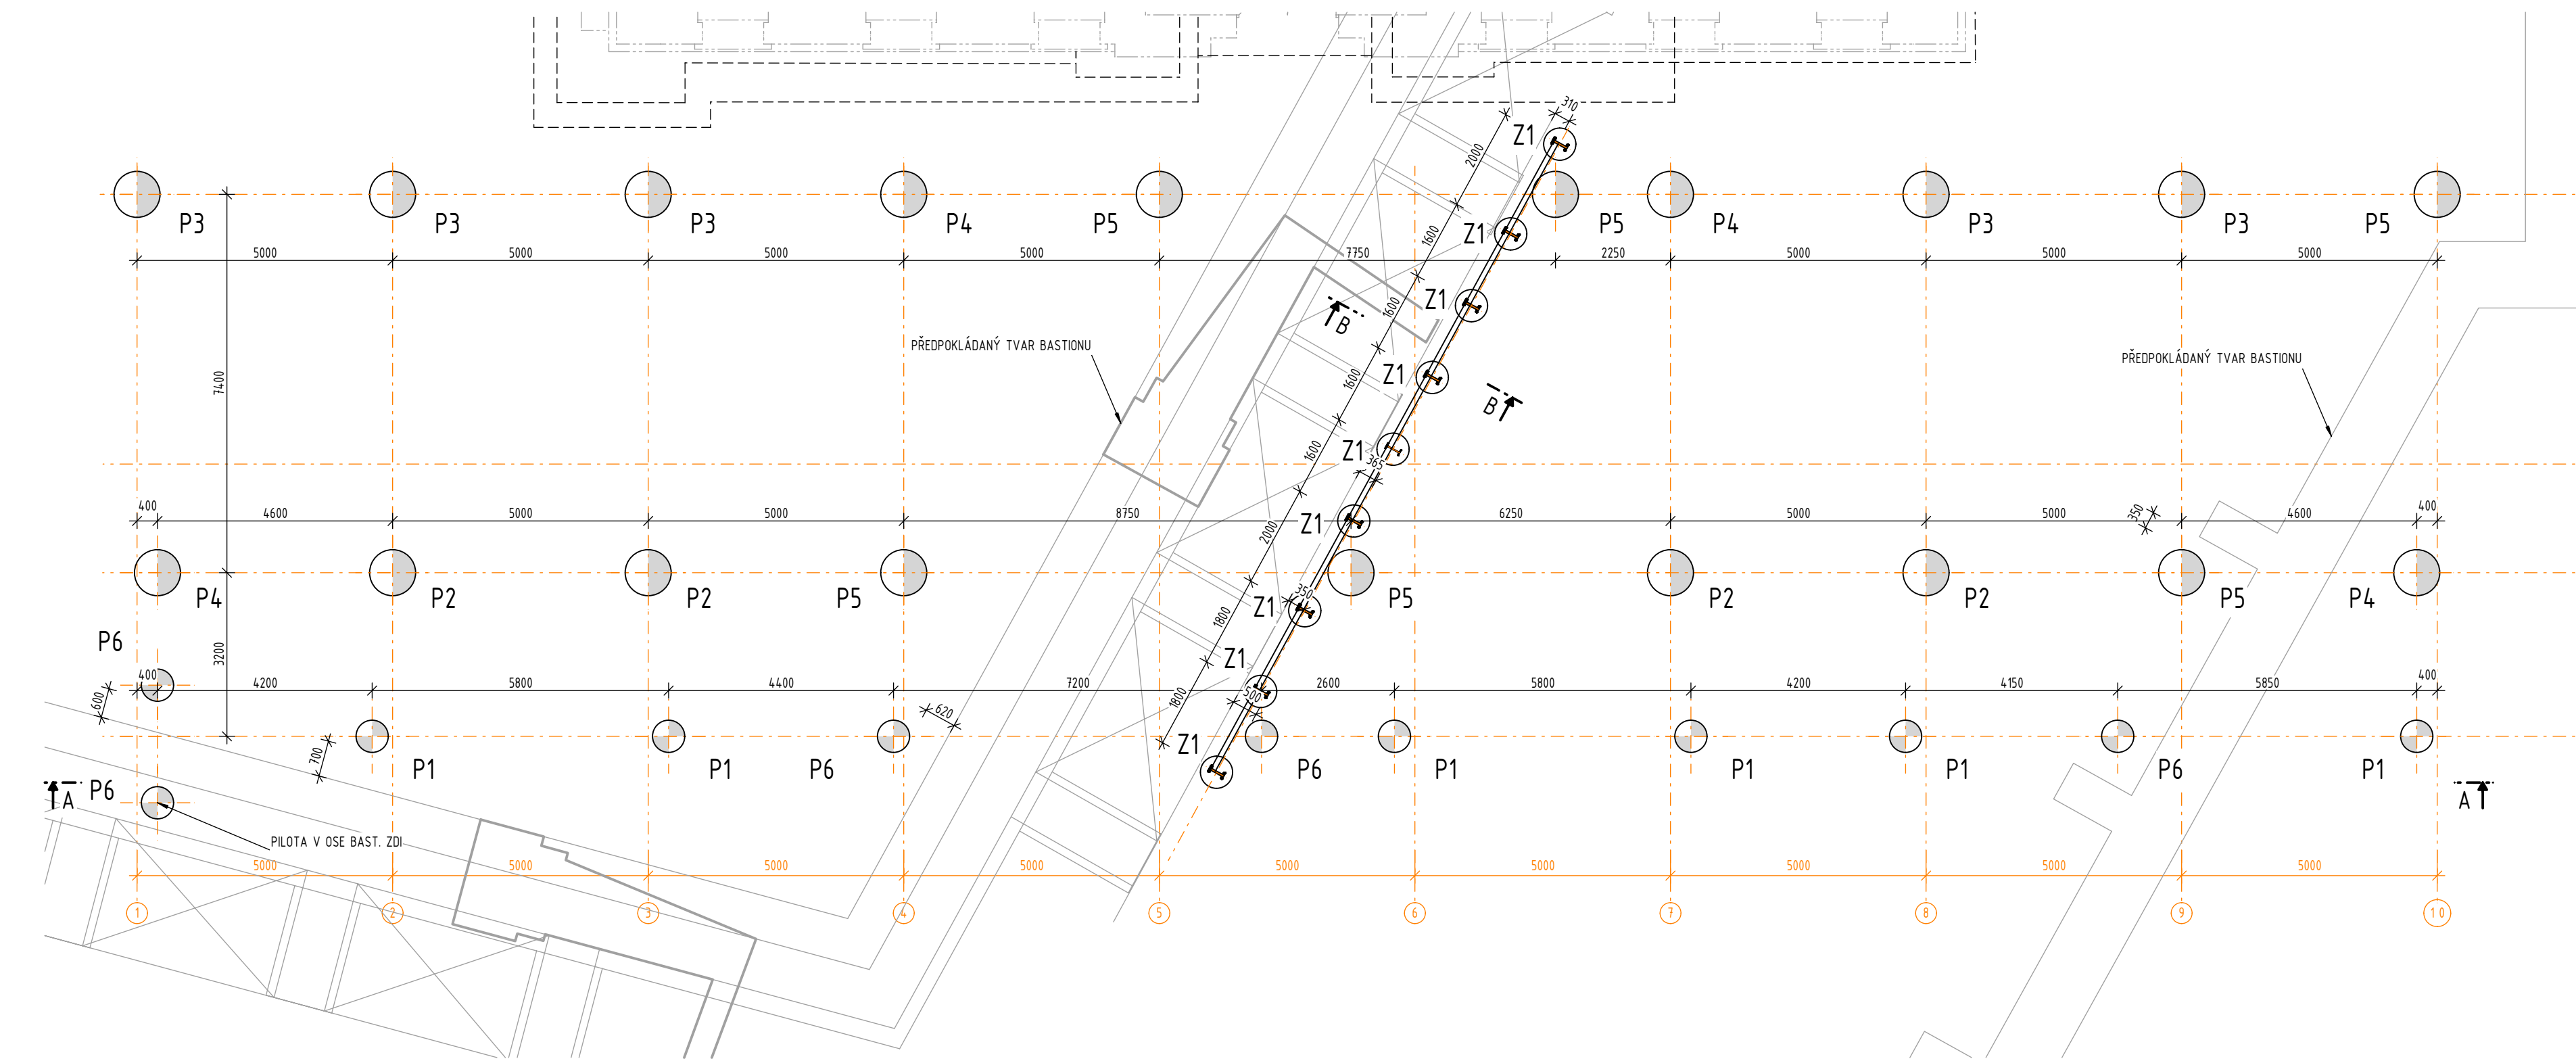 310
Z1
2000
P3 P3 P3 P4 P5 Z1 P5 P4 P3 P3 P5
1600
5000 5000 5000 5000 7750 2250 5000 5000 5000
Z1
B
1600
PŘEDPOKLÁDANÝ TVAR BASTIONU
PŘEDPOKLÁDANÝ TVAR BASTIONU
7400
1600
Z1
B
1600
Z1
365
400 4600 5000 5000 8750 6250 5000 5000 350 4600 400
2000
Z1
P4 P2 P2 P5 Z1 350 P5 P2 P2 P5 P4
1800
P6
3200
Z1
400 4200 5800 4400 7200 2600 5800 4200 4150 5850 400
600
1800
500
620
700
Z1
P1 P1 P6 P6 P1 P1 P1 P6 P1
A P6
A
PILOTA V OSE BAST. ZDI
5000 5000 5000 5000 5000 5000 5000 5000 5000
1 2 3 4 5 6 7 8 9 10